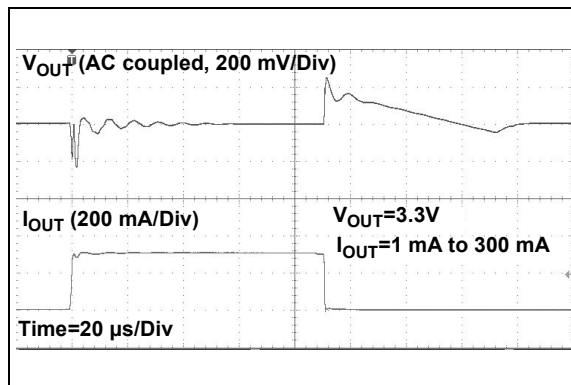 VOUT (AC coupled, 200 mV/Div)
IOUT (200 mA/Div)
VOUT=3.3V
IOUT=1 mA to 300 mA
Time=20 µs/Div